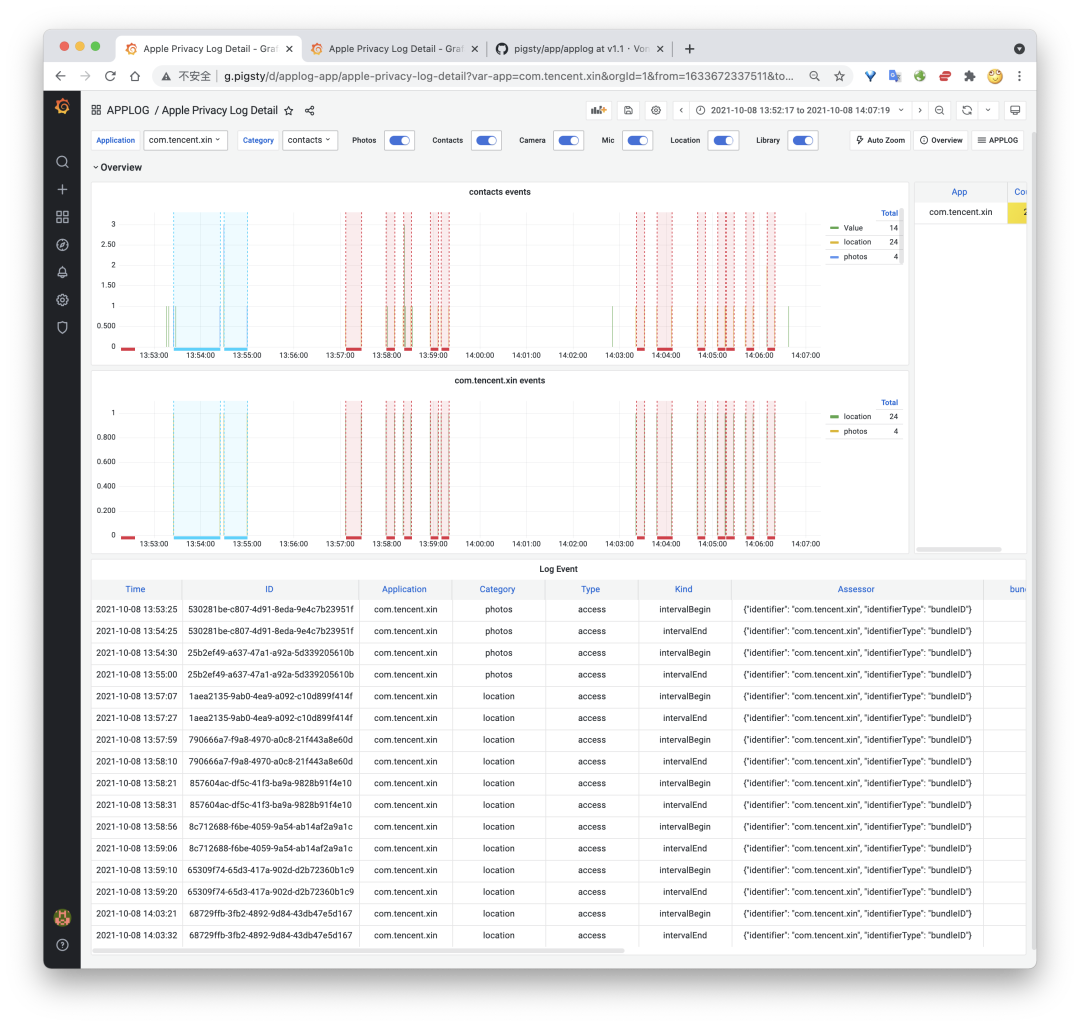 Apple Privacy Log Detail - Gra
Apple Privacy Log Detail - Graf
pigsty/app/applog at v1.1 · Von
不安全 | g.pigsty/d/applog-app/apple-privacy-log-detail?var-app=com.tencent.xin&orgId=1&from=1633672337511&to...
APPLOG / Apple Privacy Log Detail
2021-10-08 13:52:17 to 2021-10-08 14:07:19
Application com.tencent.xin Category contacts Photos Contacts Camera Mic Location Library Auto Zoom Overview APPLOG
Overview
contacts events
3
2.50
2
1.50
1
0.500
0
13:53:00 13:54:00 13:55:00 13:56:00 13:57:00 13:58:00 13:59:00 14:00:00 14:01:00 14:02:00 14:03:00 14:04:00 14:05:00 14:06:00 14:07:00
Total
Value 14
location 24
photos 4
App Cou
com.tencent.xin 2
com.tencent.xin events
1
0.800
0.600
0.400
0.200
0
13:53:00 13:54:00 13:55:00 13:56:00 13:57:00 13:58:00 13:59:00 14:00:00 14:01:00 14:02:00 14:03:00 14:04:00 14:05:00 14:06:00 14:07:00
Total
location 24
photos 4
Log Event
Time ID Application Category Type Kind Assessor bun
2021-10-08 13:53:25 530281be-c807-4d91-8eda-9e4c7b23951f com.tencent.xin photos access intervalBegin {"identifier": "com.tencent.xin", "identifierType": "bundleID"}
2021-10-08 13:54:25 530281be-c807-4d91-8eda-9e4c7b23951f com.tencent.xin photos access intervalEnd {"identifier": "com.tencent.xin", "identifierType": "bundleID"}
2021-10-08 13:54:30 25b2ef49-a637-47a1-a92a-5d339205610b com.tencent.xin photos access intervalBegin {"identifier": "com.tencent.xin", "identifierType": "bundleID"}
2021-10-08 13:55:00 25b2ef49-a637-47a1-a92a-5d339205610b com.tencent.xin photos access intervalEnd {"identifier": "com.tencent.xin", "identifierType": "bundleID"}
2021-10-08 13:57:07 1aea2135-9ab0-4ea9-a092-c10d899f414f com.tencent.xin location access intervalBegin {"identifier": "com.tencent.xin", "identifierType": "bundleID"}
2021-10-08 13:57:27 1aea2135-9ab0-4ea9-a092-c10d899f414f com.tencent.xin location access intervalEnd {"identifier": "com.tencent.xin", "identifierType": "bundleID"}
2021-10-08 13:57:59 790666a7-f9a8-4970-a0c8-21f443a8e60d com.tencent.xin location access intervalBegin {"identifier": "com.tencent.xin", "identifierType": "bundleID"}
2021-10-08 13:58:10 790666a7-f9a8-4970-a0c8-21f443a8e60d com.tencent.xin location access intervalEnd {"identifier": "com.tencent.xin", "identifierType": "bundleID"}
2021-10-08 13:58:21 857604ac-df5c-41f3-ba9a-9828b91f4e10 com.tencent.xin location access intervalBegin {"identifier": "com.tencent.xin", "identifierType": "bundleID"}
2021-10-08 13:58:31 857604ac-df5c-41f3-ba9a-9828b91f4e10 com.tencent.xin location access intervalEnd {"identifier": "com.tencent.xin", "identifierType": "bundleID"}
2021-10-08 13:58:56 8c712688-f6be-4059-9a54-ab14af2a9a1c com.tencent.xin location access intervalBegin {"identifier": "com.tencent.xin", "identifierType": "bundleID"}
2021-10-08 13:59:06 8c712688-f6be-4059-9a54-ab14af2a9a1c com.tencent.xin location access intervalEnd {"identifier": "com.tencent.xin", "identifierType": "bundleID"}
2021-10-08 13:59:10 65309f74-65d3-417a-902d-d2b72360b1c9 com.tencent.xin location access intervalBegin {"identifier": "com.tencent.xin", "identifierType": "bundleID"}
2021-10-08 13:59:20 65309f74-65d3-417a-902d-d2b72360b1c9 com.tencent.xin location access intervalEnd {"identifier": "com.tencent.xin", "identifierType": "bundleID"}
2021-10-08 14:03:21 68729ffb-3fb2-4892-9d84-43db47e5d167 com.tencent.xin location access intervalBegin {"identifier": "com.tencent.xin", "identifierType": "bundleID"}
2021-10-08 14:03:32 68729ffb-3fb2-4892-9d84-43db47e5d167 com.tencent.xin location access intervalEnd {"identifier": "com.tencent.xin", "identifierType": "bundleID"}